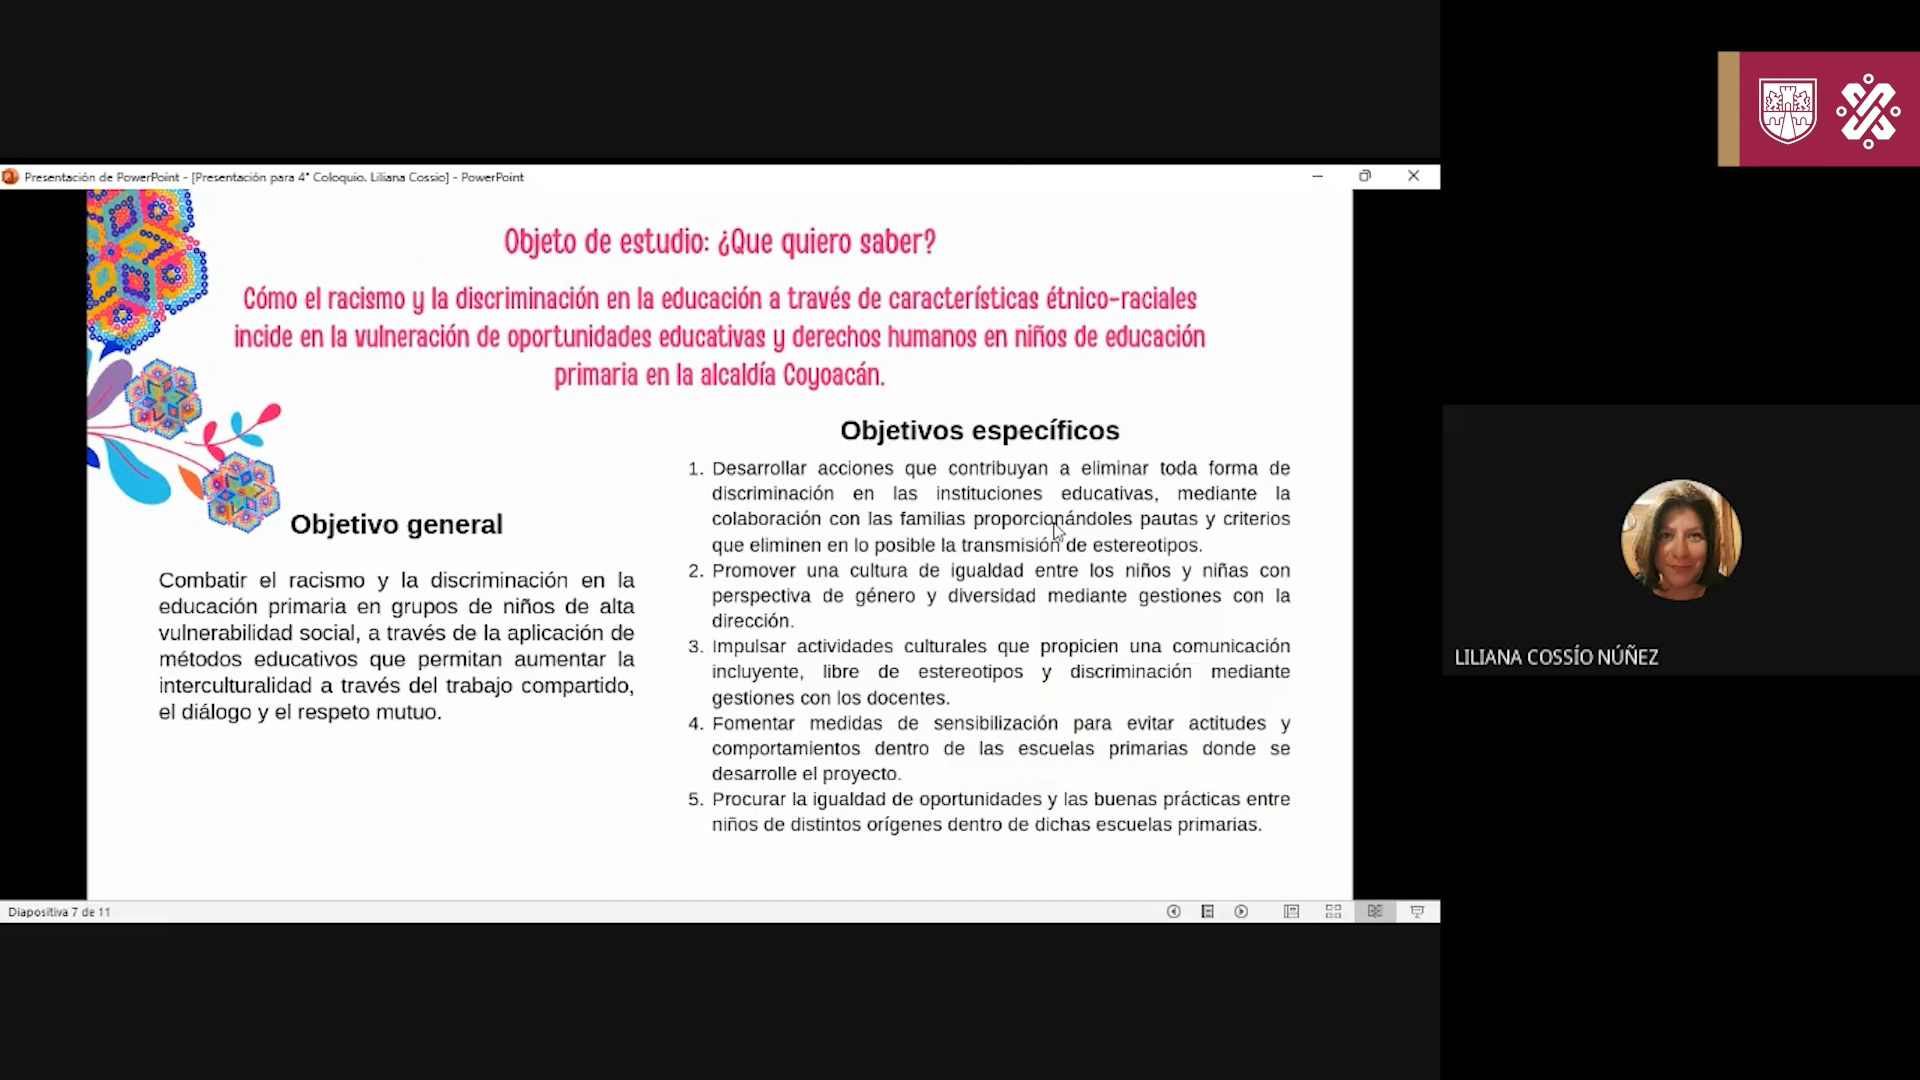 Presentación de PowerPoint - [Presentación para 4° Coloquio. Liliana Cossio] - PowerPoint
Objeto de estudio: ¿Que quiero saber?
Cómo el racismo y la discriminación en la educación a través de características étnico-raciales
incide en la vulneración de oportunidades educativas y derechos humanos en niños de educación
primaria en la alcaldía Coyoacán.
Objetivo general
Combatir el racismo y la discriminación en la
educación primaria en grupos de niños de alta
vulnerabilidad social, a través de la aplicación de
métodos educativos que permitan aumentar la
interculturalidad a través del trabajo compartido,
el diálogo y el respeto mutuo.
Objetivos específicos
1. Desarrollar acciones que contribuyan a eliminar toda forma de
discriminación en las instituciones educativas, mediante la
colaboración con las familias proporcionándoles pautas y criterios
que eliminen en lo posible la transmisión de estereotipos.
2. Promover una cultura de igualdad entre los niños y niñas con
perspectiva de género y diversidad mediante gestiones con la
dirección.
3. Impulsar actividades culturales que propicien una comunicación
incluyente, libre de estereotipos y discriminación mediante
gestiones con los docentes.
4. Fomentar medidas de sensibilización para evitar actitudes y
comportamientos dentro de las escuelas primarias donde se
desarrolle el proyecto.
5. Procurar la igualdad de oportunidades y las buenas prácticas entre
niños de distintos orígenes dentro de dichas escuelas primarias.
LILIANA COSSÍO NÚÑEZ
Diapositiva 7 de 11